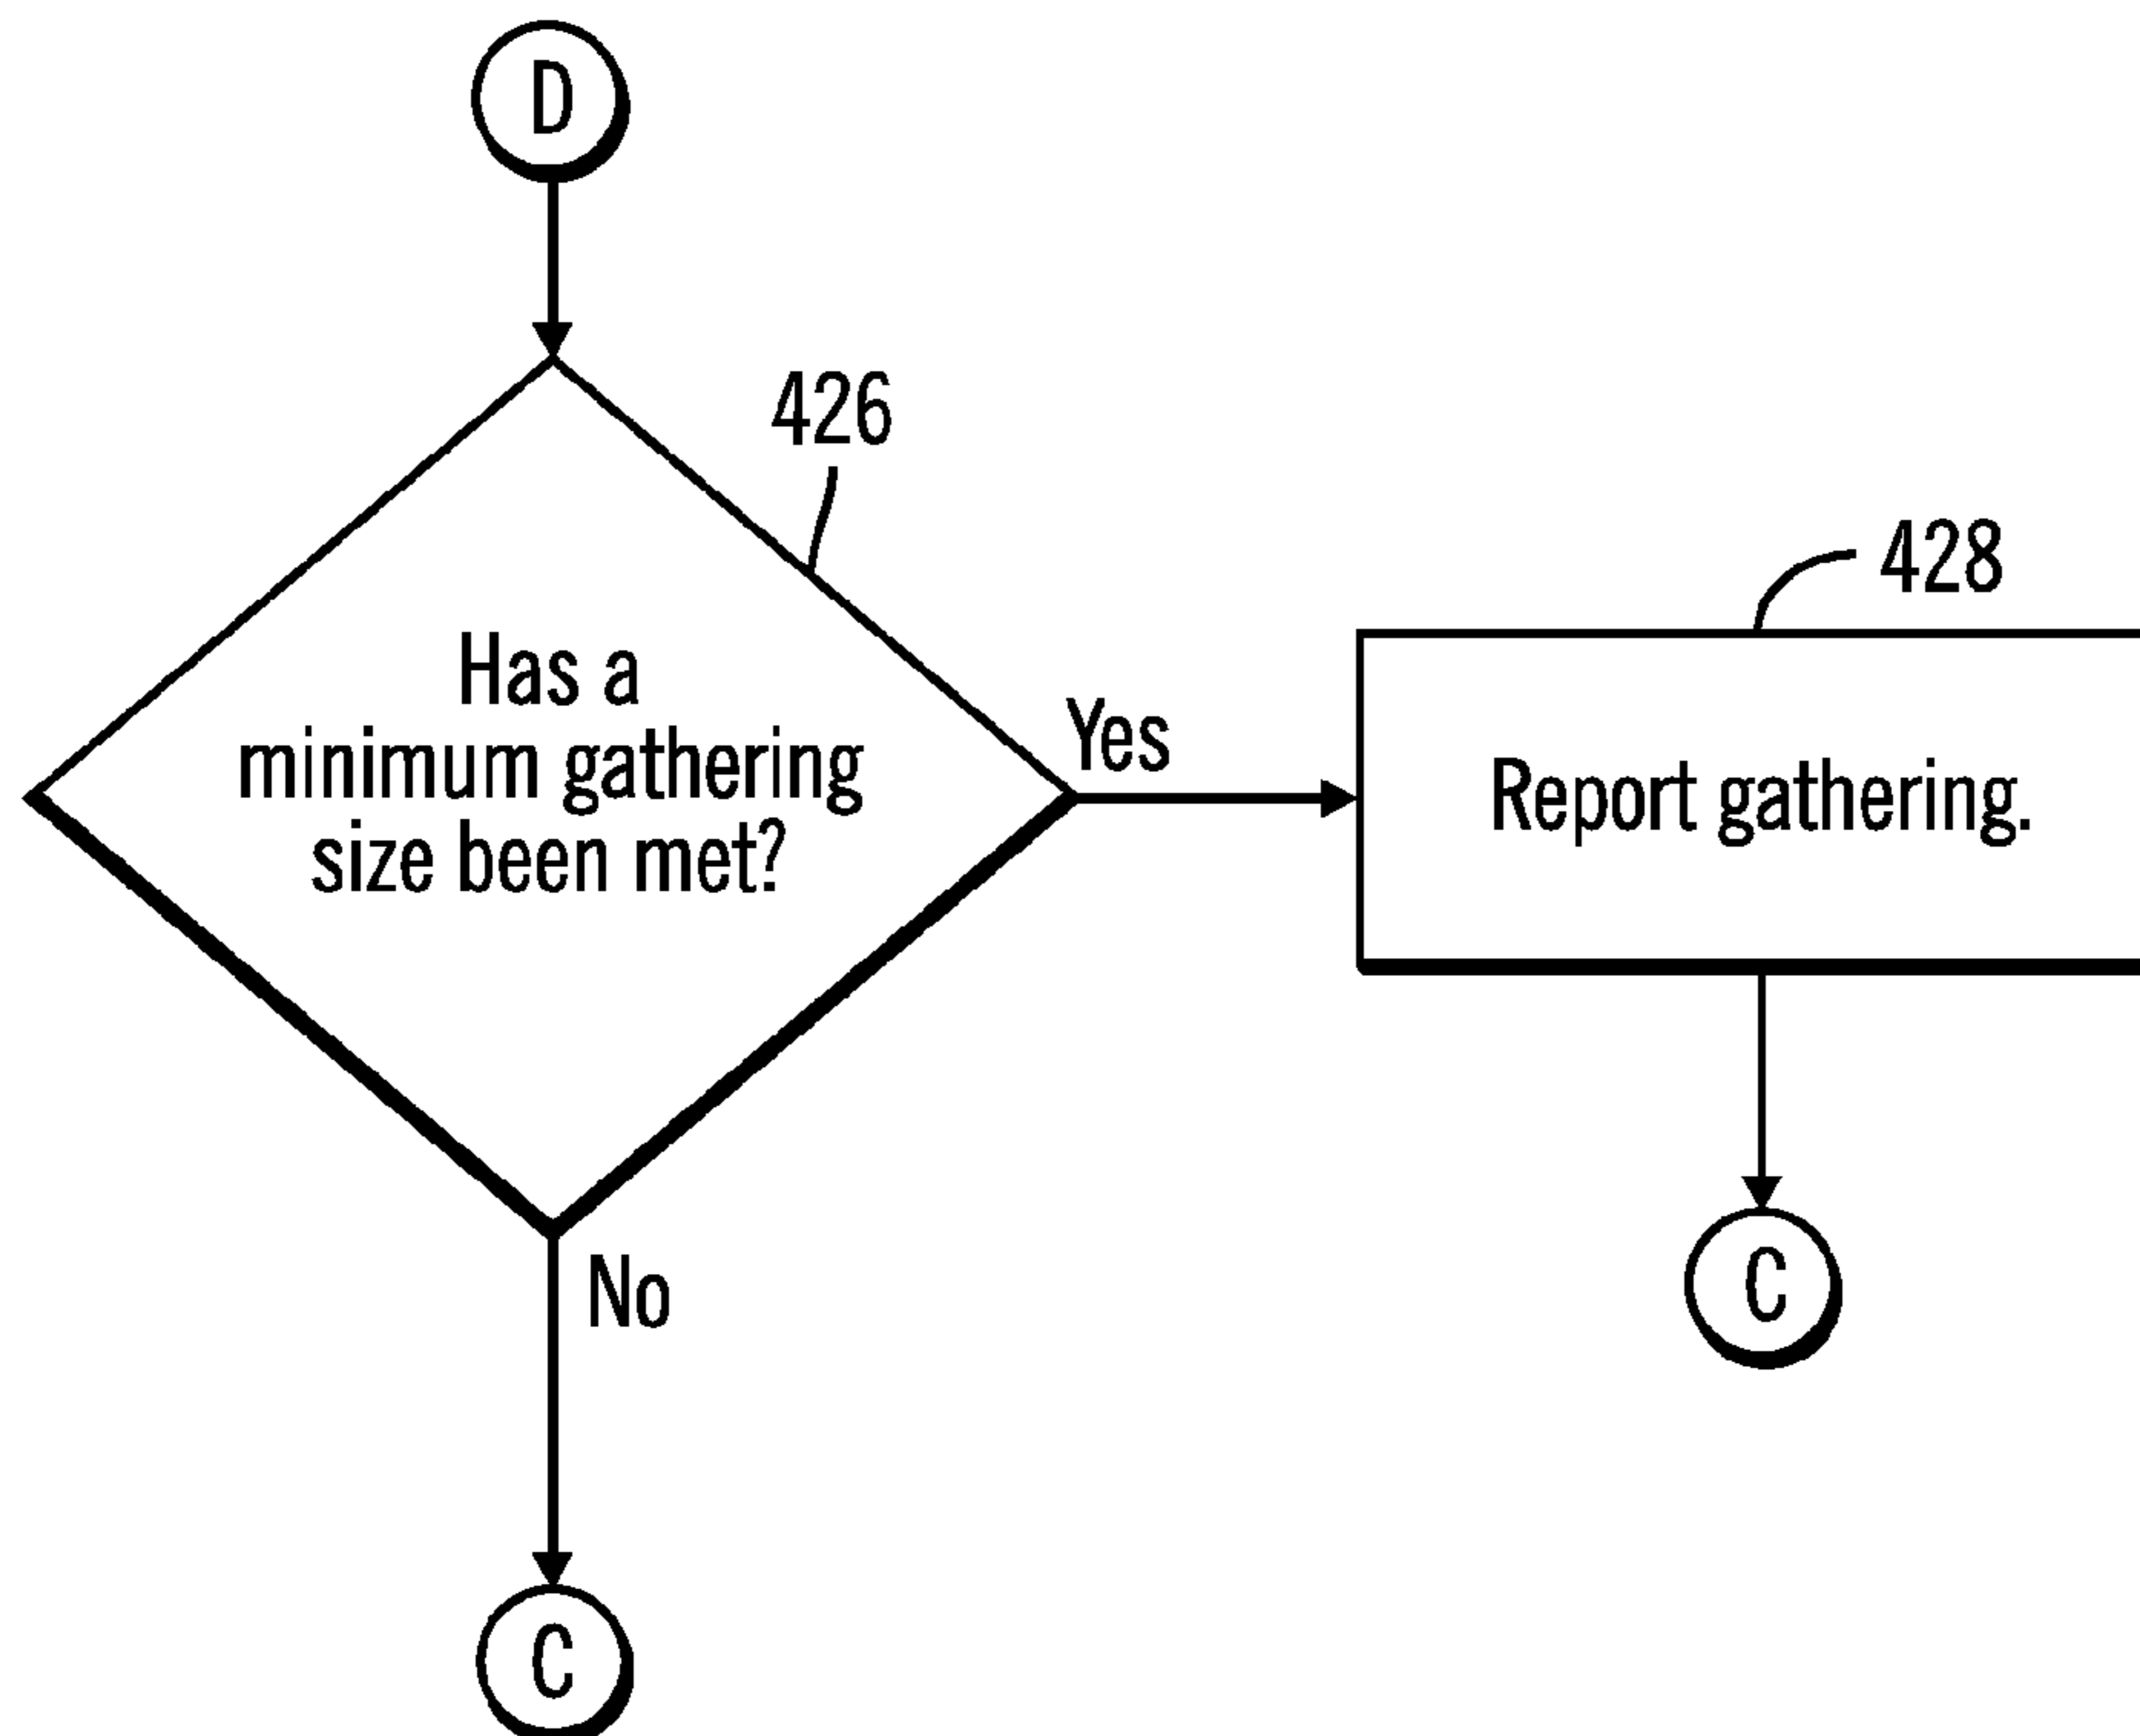 D
426
Has a
minimum gathering
size been met?
Yes
428
Report gathering.
No
C
C